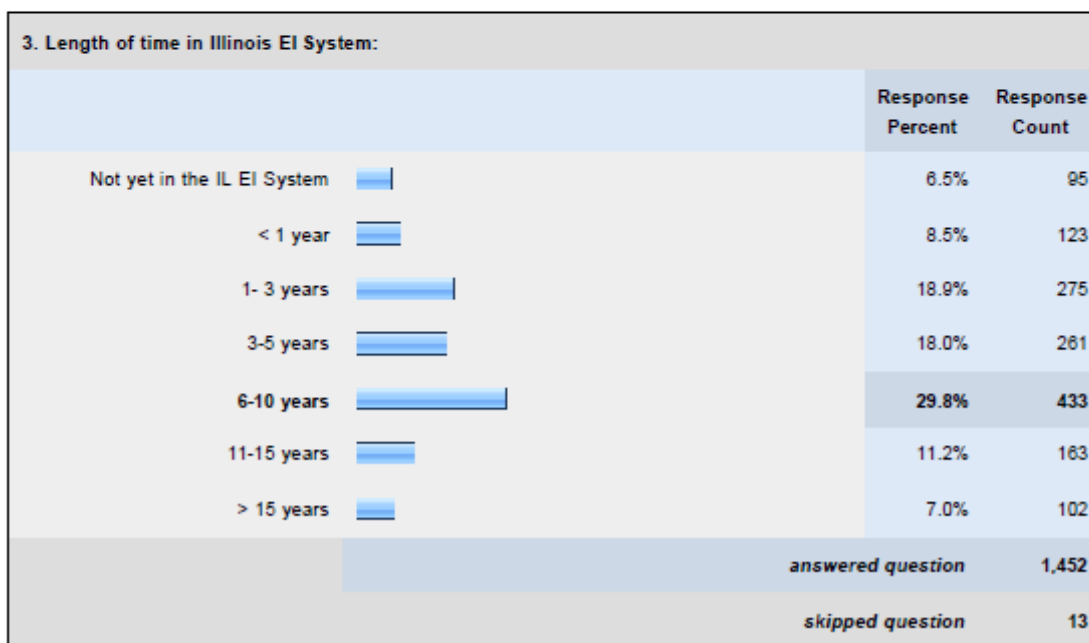 3. Length of time in Illinois EI System:
Response Percent Response Count
Not yet in the IL EI System 6.5% 95
< 1 year 8.5% 123
1- 3 years 18.9% 275
3-5 years 18.0% 261
6-10 years 29.8% 433
11-15 years 11.2% 163
> 15 years 7.0% 102
answered question 1,452
skipped question 13